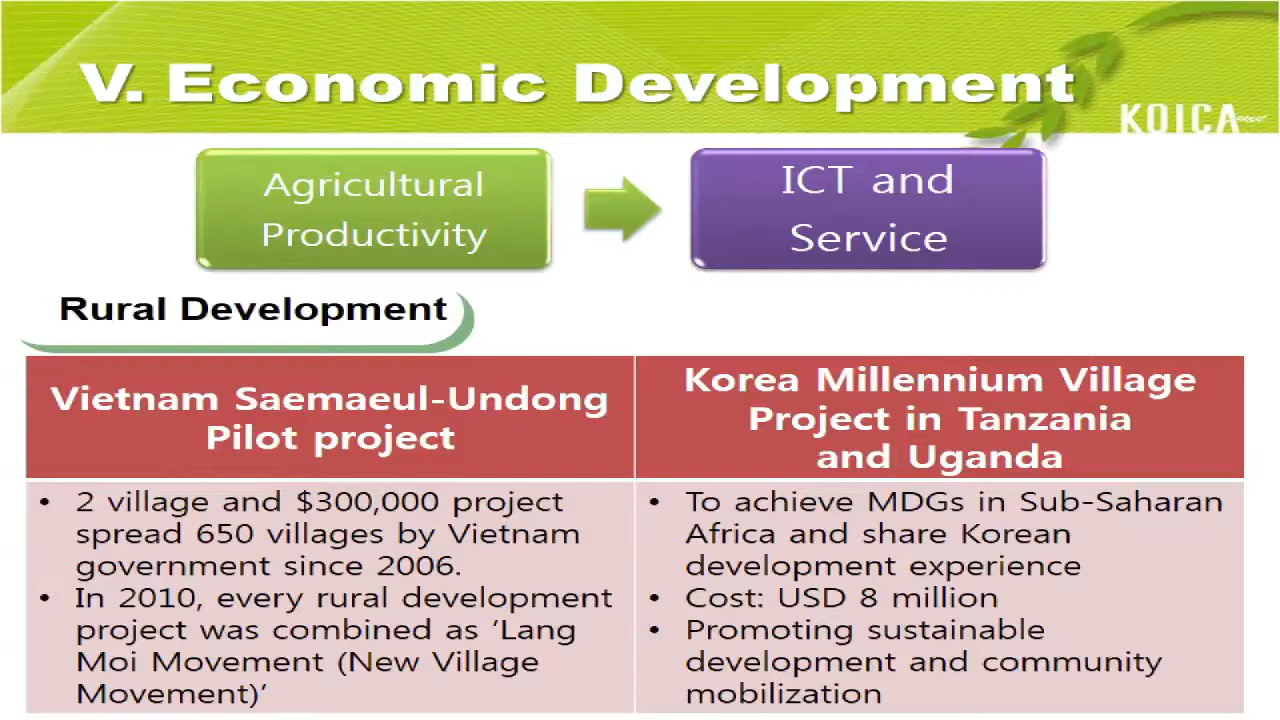 V. Economic Development
KOICA
Agricultural
Productivity
ICT and
Service
Rural Development
Vietnam Saemaeul-Undong
Pilot project
Korea Millennium Village
Project in Tanzania
and Uganda
• 2 village and $300,000 project
spread 650 villages by Vietnam
government since 2006.
• In 2010, every rural development
project was combined as ‘Lang
Moi Movement (New Village
Movement)’
• To achieve MDGs in Sub-Saharan
Africa and share Korean
development experience
• Cost: USD 8 million
• Promoting sustainable
development and community
mobilization